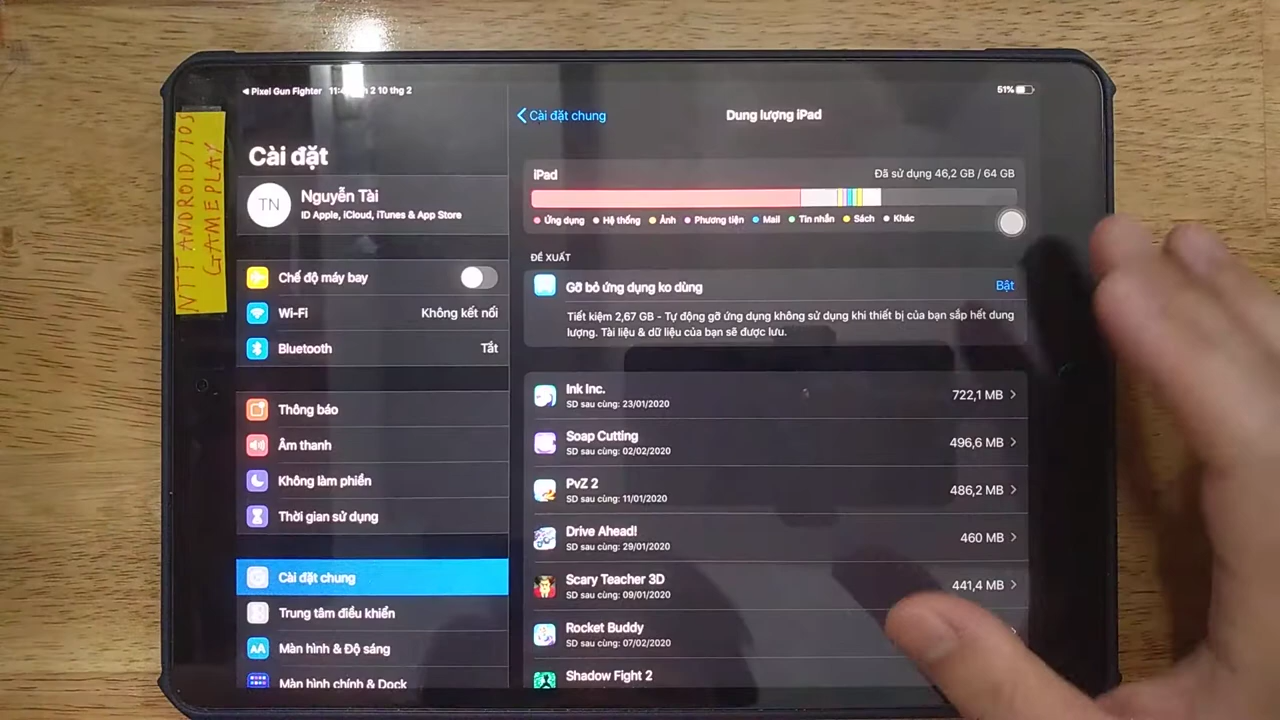 NTT ANDROID/IOS
GAMEPLAY
Pixel Gun Fighter
2 10 thg 2
51%
Cài đặt
TN
Nguyễn Tài
ID Apple, iCloud, iTunes & App Store
Chế độ máy bay
Wi-Fi Không kết nối
Bluetooth Tắt
Thông báo
Âm thanh
Không làm phiền
Thời gian sử dụng
Cài đặt chung
Trung tâm điều khiển
AA Màn hình & Độ sáng
Màn hình chính & Dock
Cài đặt chung
Dung lượng iPad
iPad Đã sử dụng 46,2 GB / 64 GB
Ứng dụng Hệ thống Ảnh Phương tiện Mail Tin nhắn Sách Khác
ĐỀ XUẤT
Gỡ bỏ ứng dụng ko dùng Bật
Tiết kiệm 2,67 GB - Tự động gỡ ứng dụng không sử dụng khi thiết bị của bạn sắp hết dung
lượng. Tài liệu & dữ liệu của bạn sẽ được lưu.
Ink Inc. 722,1 MB
SD sau cùng: 23/01/2020
Soap Cutting 496,6 MB
SD sau cùng: 02/02/2020
PvZ 2 486,2 MB
SD sau cùng: 11/01/2020
Drive Ahead! 460 MB
SD sau cùng: 29/01/2020
Scary Teacher 3D 441,4 MB
SD sau cùng: 09/01/2020
Rocket Buddy
SD sau cùng: 07/02/2020
Shadow Fight 2